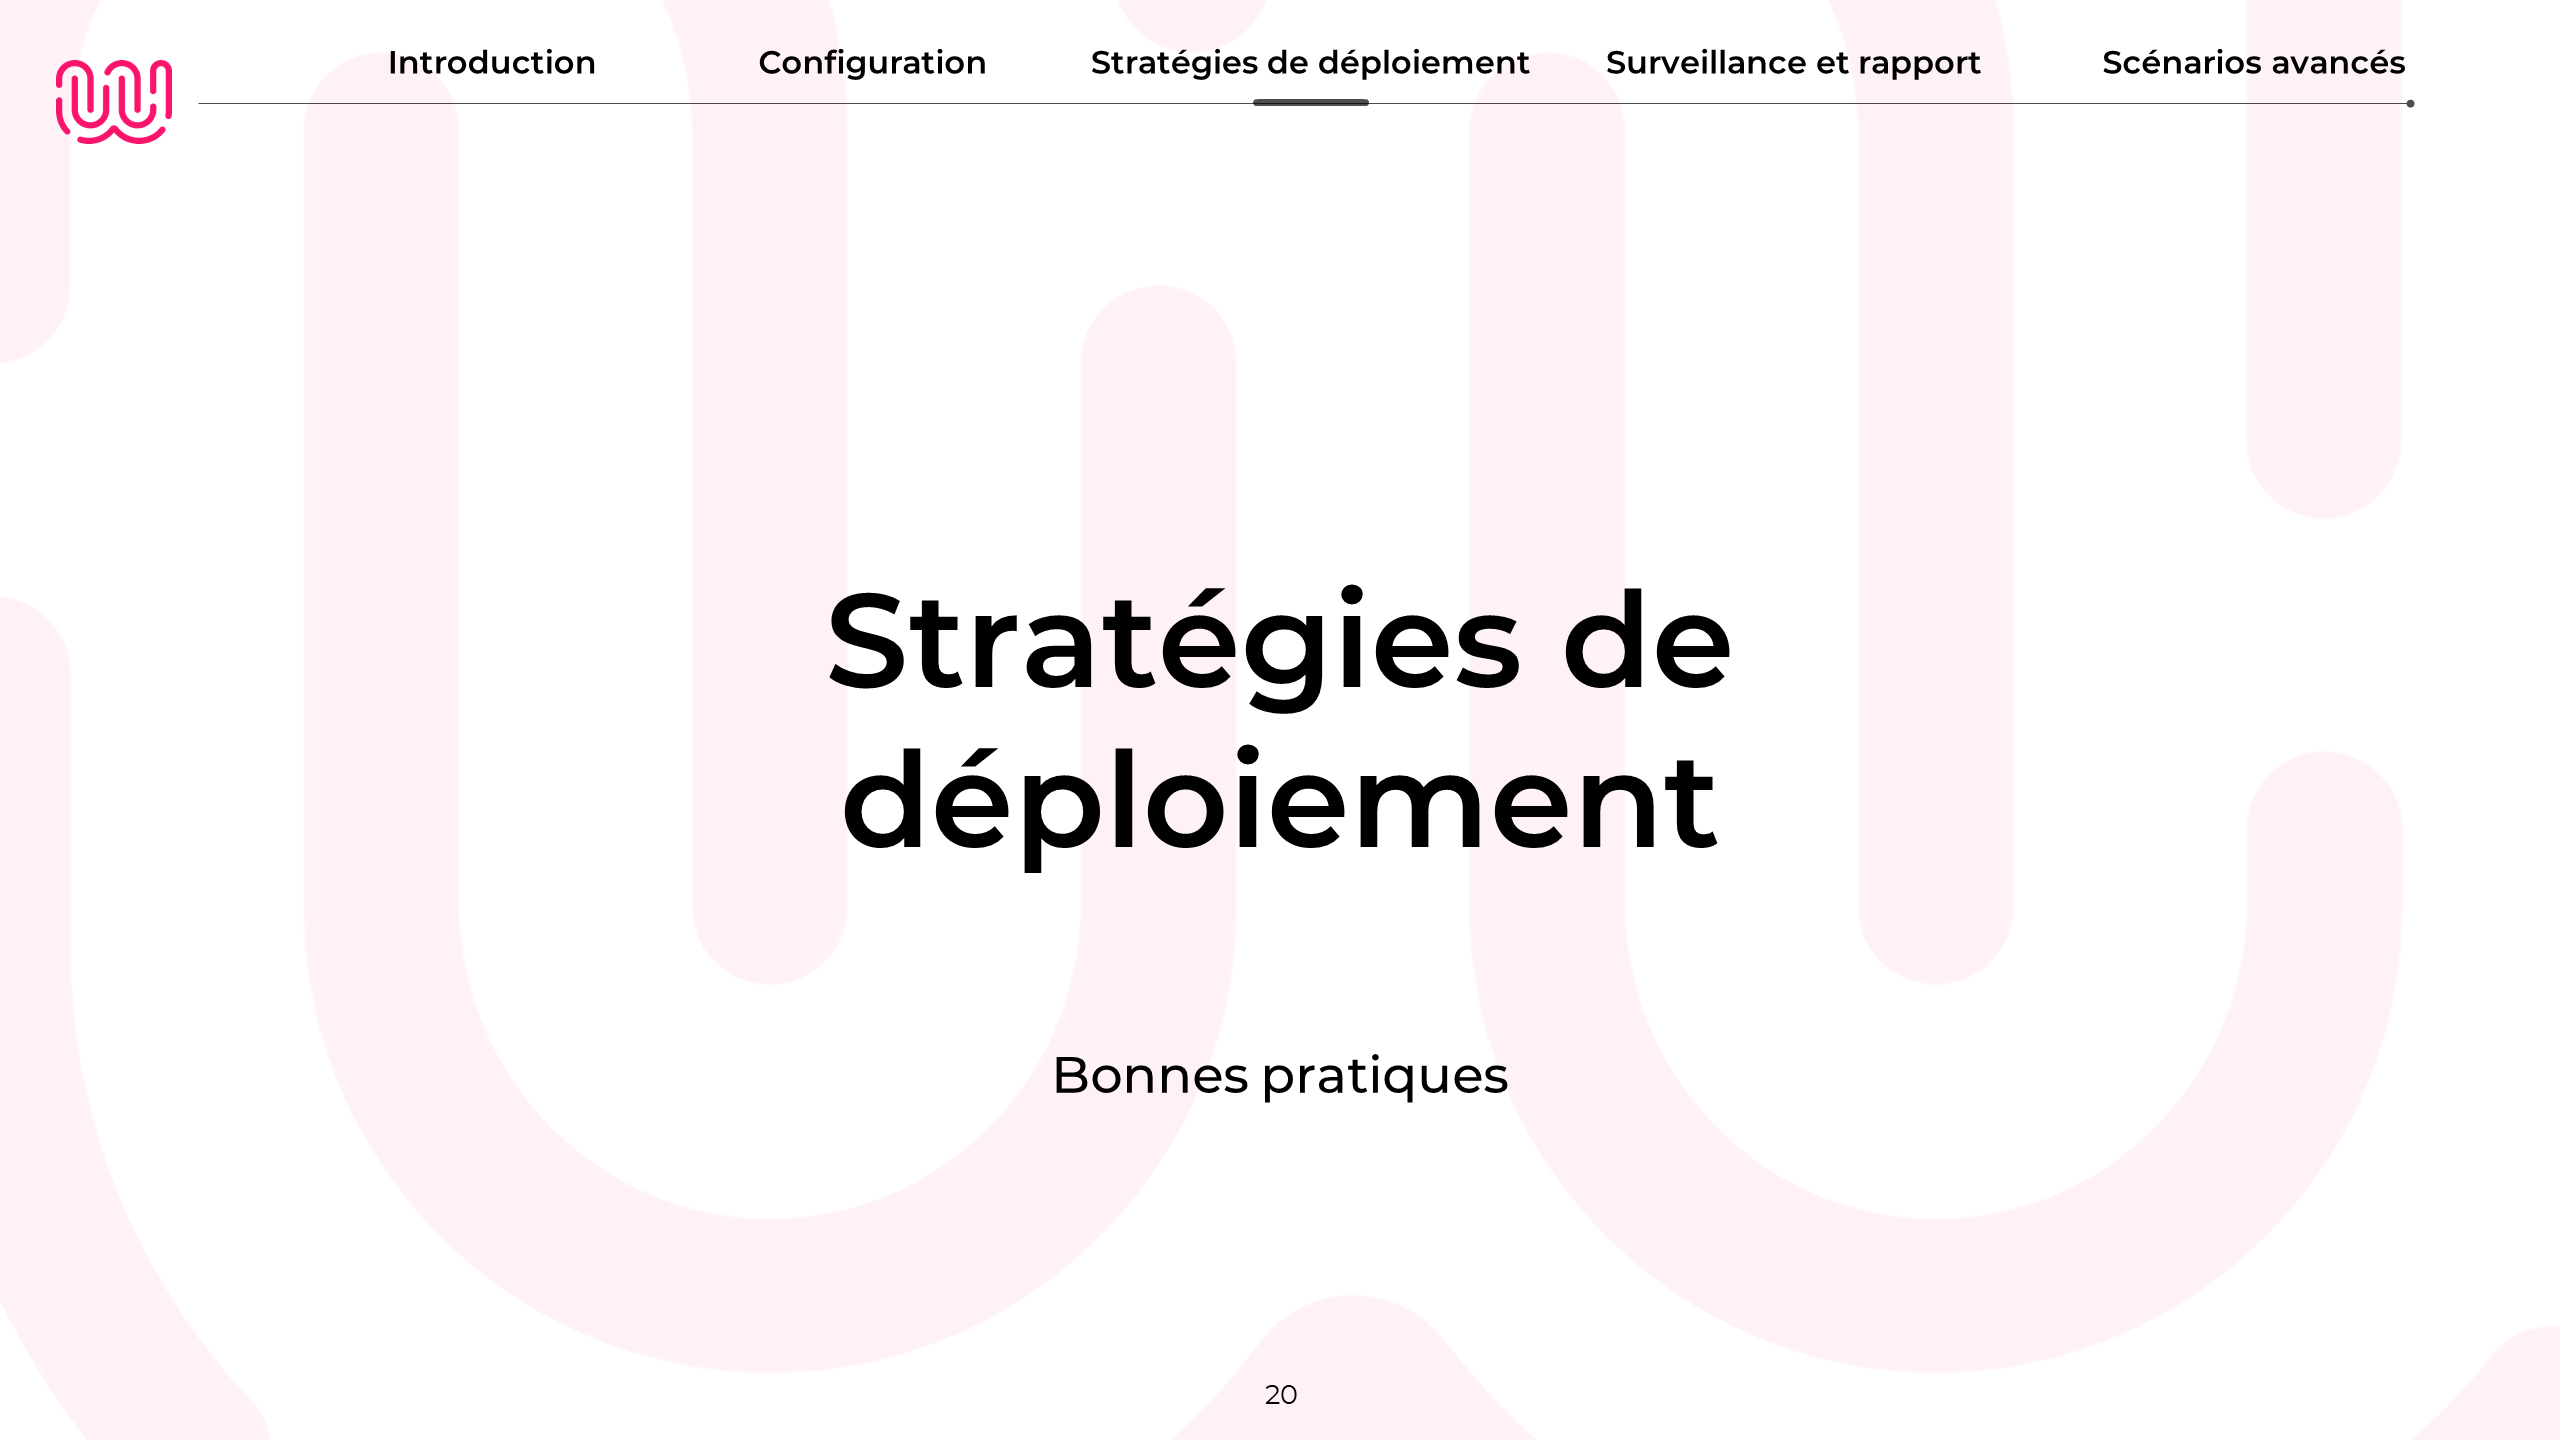 Introduction Configuration Stratégies de déploiement Surveillance et rapport Scénarios avancés
Stratégies de
déploiement
Bonnes pratiques
20